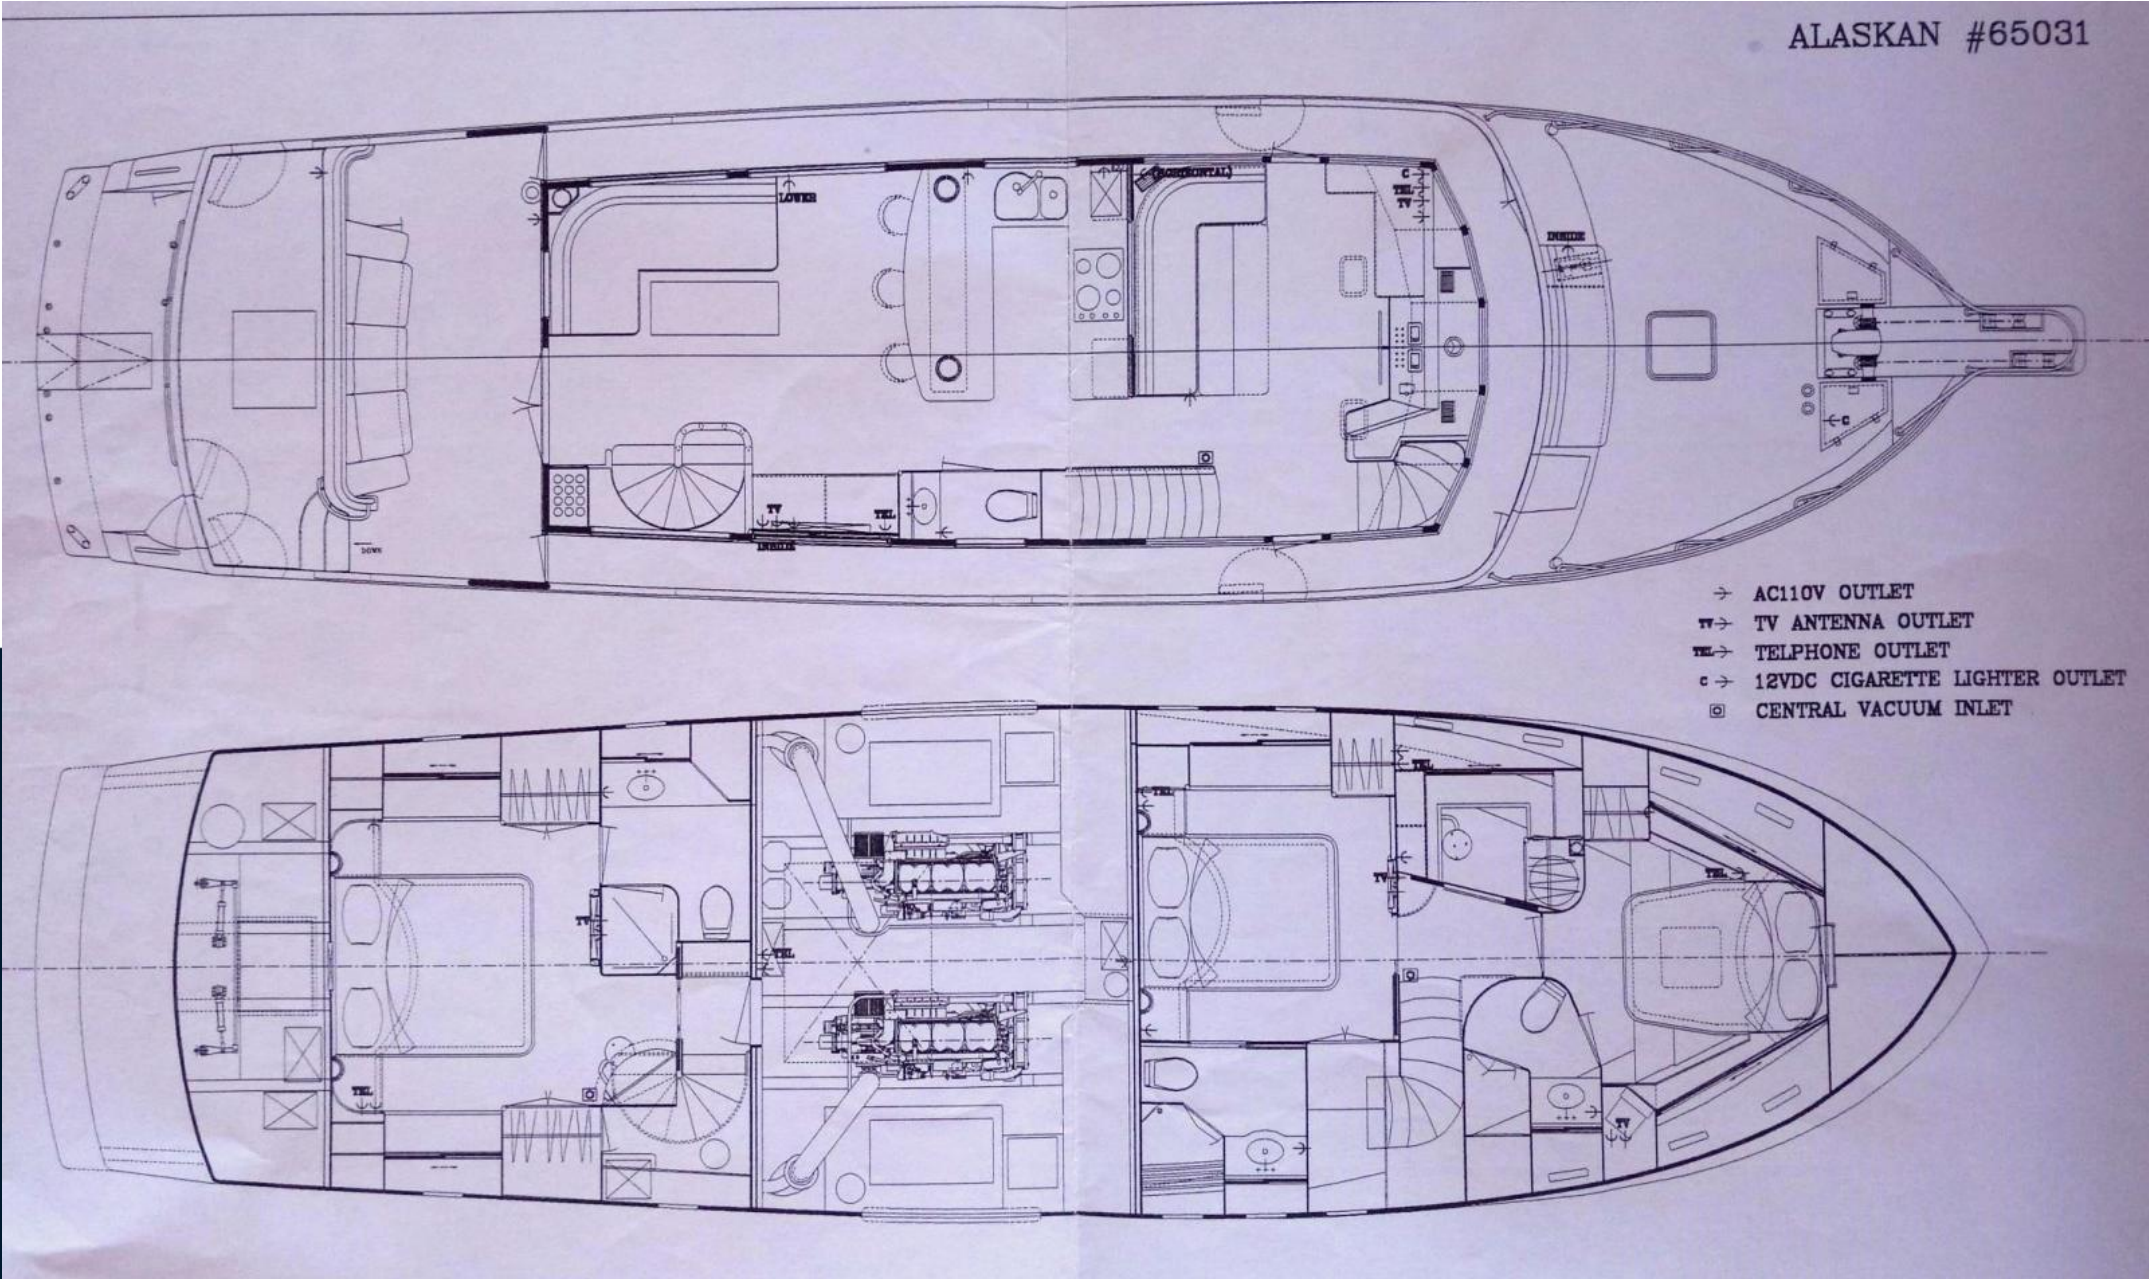 ALASKAN #65031
(HORIZONTAL)
C
TEL
TV
LOWER
INSIDE
C
TV
TEL
INSIDE
DOWN
AC110V OUTLET
TV TV ANTENNA OUTLET
TEL TELPHONE OUTLET
C 12VDC CIGARETTE LIGHTER OUTLET
CENTRAL VACUUM INLET
TEL
TEL
TV
TEL
TV
TEL
TEL
TV